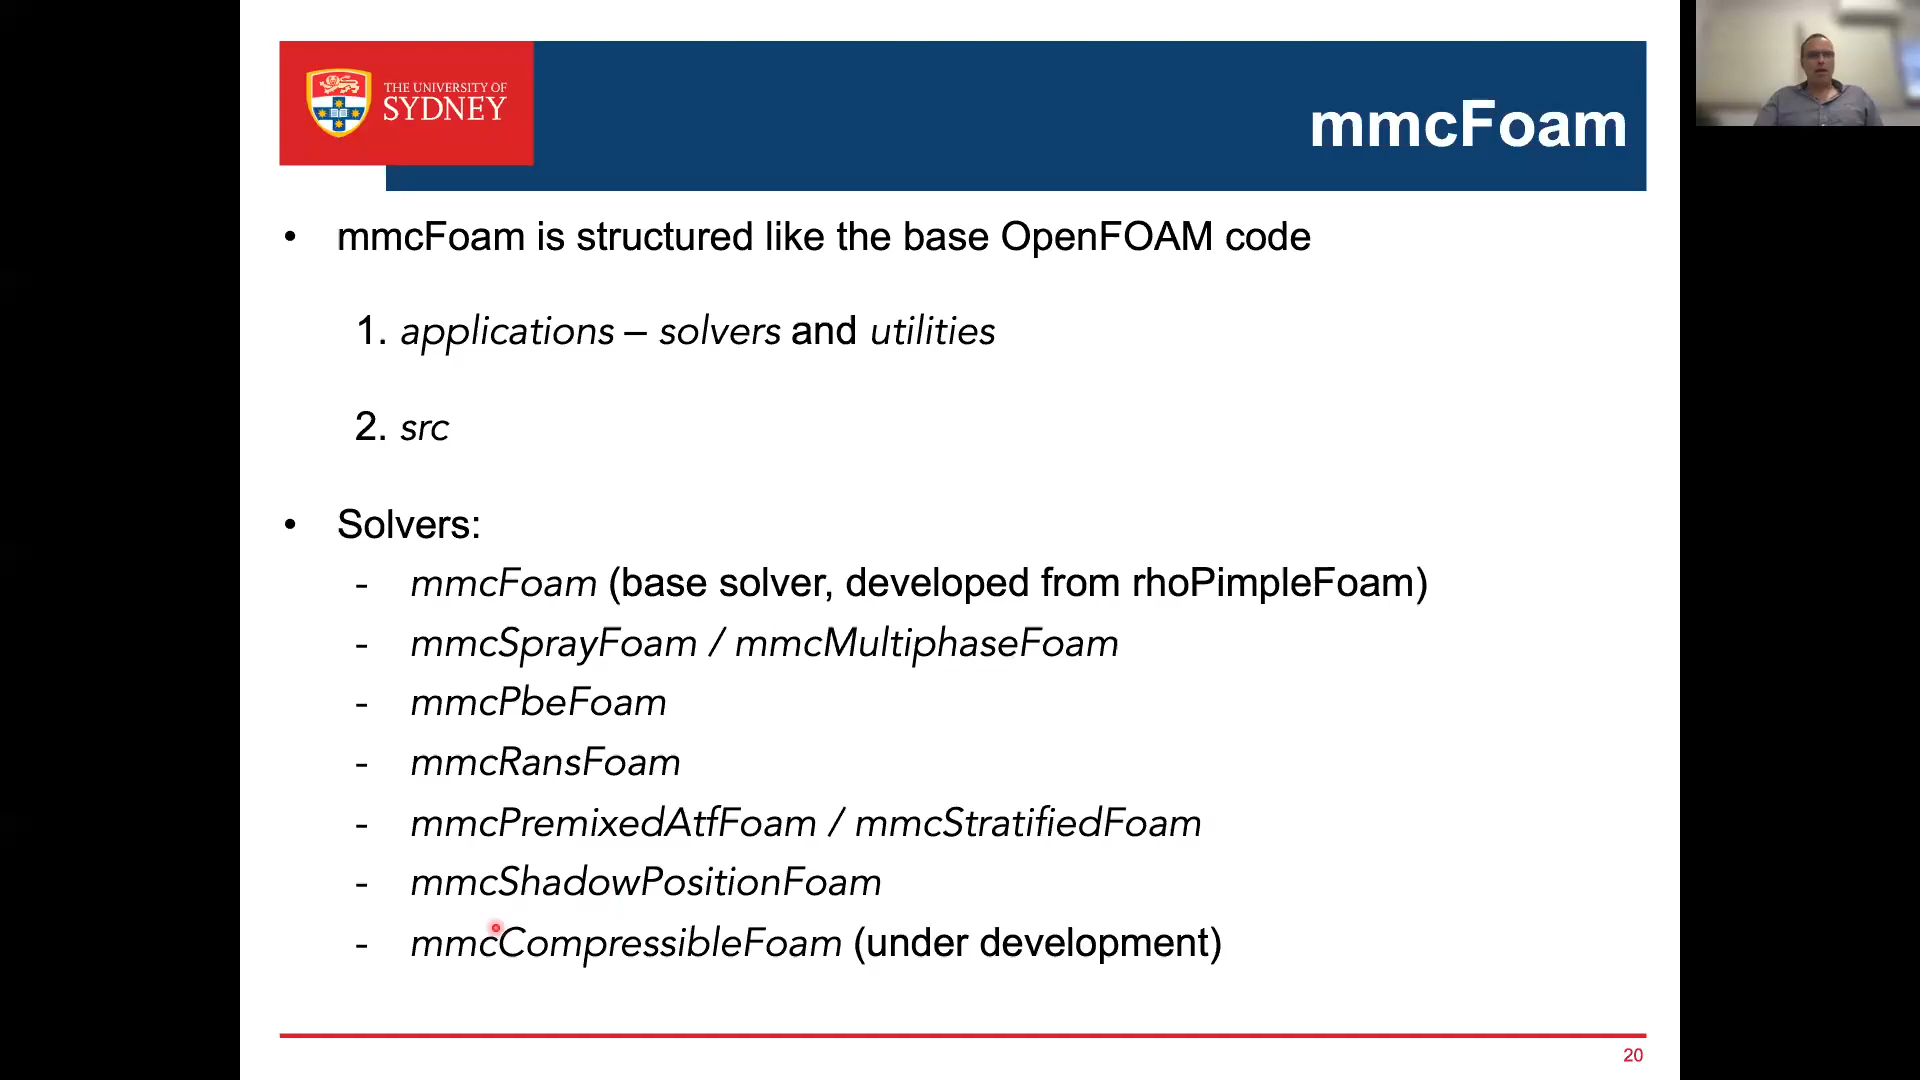 THE UNIVERSITY OF
SYDNEY
mmcFoam
• mmcFoam is structured like the base OpenFOAM code
1. applications – solvers and utilities
2. src
• Solvers:
- mmcFoam (base solver, developed from rhoPimpleFoam)
- mmcSprayFoam / mmcMultiphaseFoam
- mmcPbeFoam
- mmcRansFoam
- mmcPremixedAtfFoam / mmcStratifiedFoam
- mmcShadowPositionFoam
- mmcCompressibleFoam (under development)
20